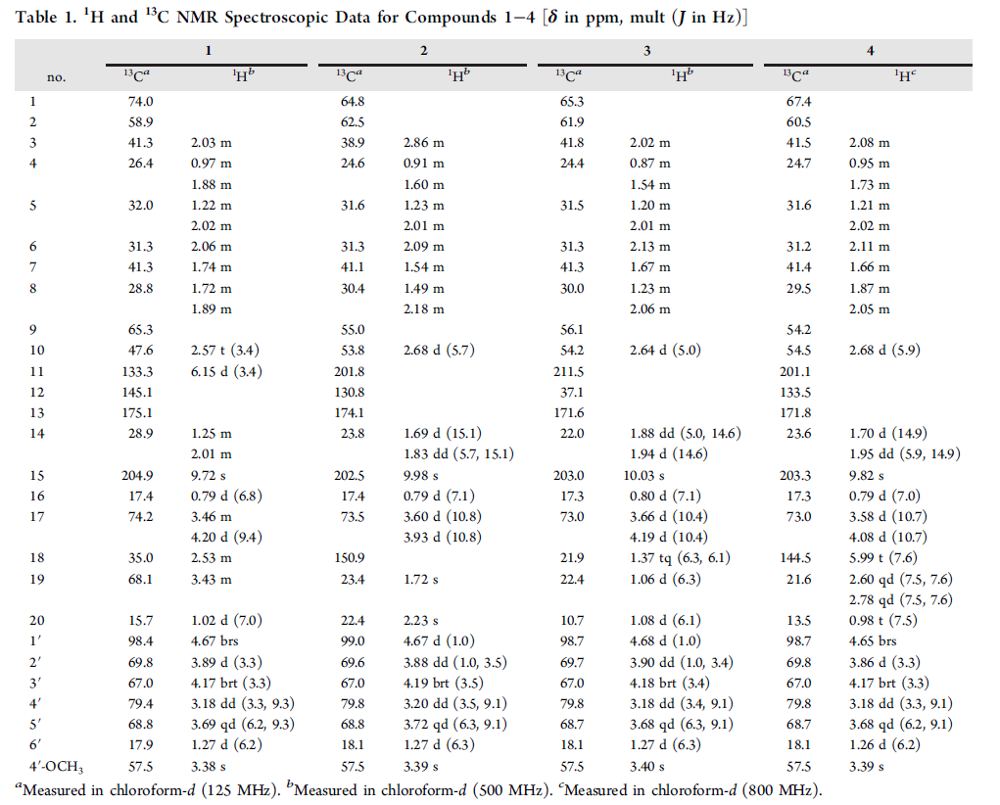 Table 1. ¹H and ¹³C NMR Spectroscopic Data for Compounds 1−4 [δ in ppm, mult (J in Hz)]
1 2 3 4
no. ¹³Cᵃ ¹Hᵇ ¹³Cᵃ ¹Hᵇ ¹³Cᵃ ¹Hᵇ ¹³Cᵃ ¹Hᶜ
1 74.0 64.8 65.3 67.4
2 58.9 62.5 61.9 60.5
3 41.3 2.03 m 38.9 2.86 m 41.8 2.02 m 41.5 2.08 m
4 26.4 0.97 m 24.6 0.91 m 24.4 0.87 m 24.7 0.95 m
1.88 m 1.60 m 1.54 m 1.73 m
5 32.0 1.22 m 31.6 1.23 m 31.5 1.20 m 31.6 1.21 m
2.02 m 2.01 m 2.01 m 2.02 m
6 31.3 2.06 m 31.3 2.09 m 31.3 2.13 m 31.2 2.11 m
7 41.3 1.74 m 41.1 1.54 m 41.3 1.67 m 41.4 1.66 m
8 28.8 1.72 m 30.4 1.49 m 30.0 1.23 m 29.5 1.87 m
1.89 m 2.18 m 2.06 m 2.05 m
9 65.3 55.0 56.1 54.2
10 47.6 2.57 t (3.4) 53.8 2.68 d (5.7) 54.2 2.64 d (5.0) 54.5 2.68 d (5.9)
11 133.3 6.15 d (3.4) 201.8 211.5 201.1
12 145.1 130.8 37.1 133.5
13 175.1 174.1 171.6 171.8
14 28.9 1.25 m 23.8 1.69 d (15.1) 22.0 1.88 dd (5.0, 14.6) 23.6 1.70 d (14.9)
2.01 m 1.83 dd (5.7, 15.1) 1.94 d (14.6) 1.95 dd (5.9, 14.9)
15 204.9 9.72 s 202.5 9.98 s 203.0 10.03 s 203.3 9.82 s
16 17.4 0.79 d (6.8) 17.4 0.79 d (7.1) 17.3 0.80 d (7.1) 17.3 0.79 d (7.0)
17 74.2 3.46 m 73.5 3.60 d (10.8) 73.0 3.66 d (10.4) 73.0 3.58 d (10.7)
4.20 d (9.4) 3.93 d (10.8) 4.19 d (10.4) 4.08 d (10.7)
18 35.0 2.53 m 150.9 21.9 1.37 tq (6.3, 6.1) 144.5 5.99 t (7.6)
19 68.1 3.43 m 23.4 1.72 s 22.4 1.06 d (6.3) 21.6 2.60 qd (7.5, 7.6)
2.78 qd (7.5, 7.6)
20 15.7 1.02 d (7.0) 22.4 2.23 s 10.7 1.08 d (6.1) 13.5 0.98 t (7.5)
1′ 98.4 4.67 brs 99.0 4.67 d (1.0) 98.7 4.68 d (1.0) 98.7 4.65 brs
2′ 69.8 3.89 d (3.3) 69.6 3.88 dd (1.0, 3.5) 69.7 3.90 dd (1.0, 3.4) 69.8 3.86 d (3.3)
3′ 67.0 4.17 brt (3.3) 67.0 4.19 brt (3.5) 67.0 4.18 brt (3.4) 67.0 4.17 brt (3.3)
4′ 79.4 3.18 dd (3.3, 9.3) 79.8 3.20 dd (3.5, 9.1) 79.8 3.18 dd (3.4, 9.1) 79.8 3.18 dd (3.3, 9.1)
5′ 68.8 3.69 qd (6.2, 9.3) 68.8 3.72 qd (6.3, 9.1) 68.7 3.68 qd (6.3, 9.1) 68.7 3.68 qd (6.2, 9.1)
6′ 17.9 1.27 d (6.2) 18.1 1.27 d (6.3) 18.1 1.27 d (6.3) 18.1 1.26 d (6.2)
4′-OCH₃ 57.5 3.38 s 57.5 3.39 s 57.5 3.40 s 57.5 3.39 s
ᵃMeasured in chloroform-d (125 MHz). ᵇMeasured in chloroform-d (500 MHz). ᶜMeasured in chloroform-d (800 MHz).